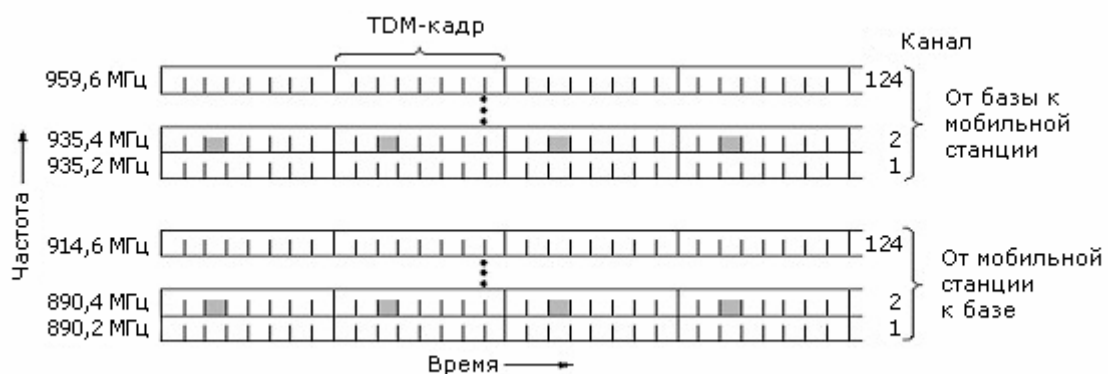 TDM-кадр
Канал
959,6 МГц
124
От базы к
мобильной
станции
935,4 МГц
2
935,2 МГц
1
Частота
914,6 МГц
124
От мобильной
станции
к базе
890,4 МГц
2
890,2 МГц
1
Время